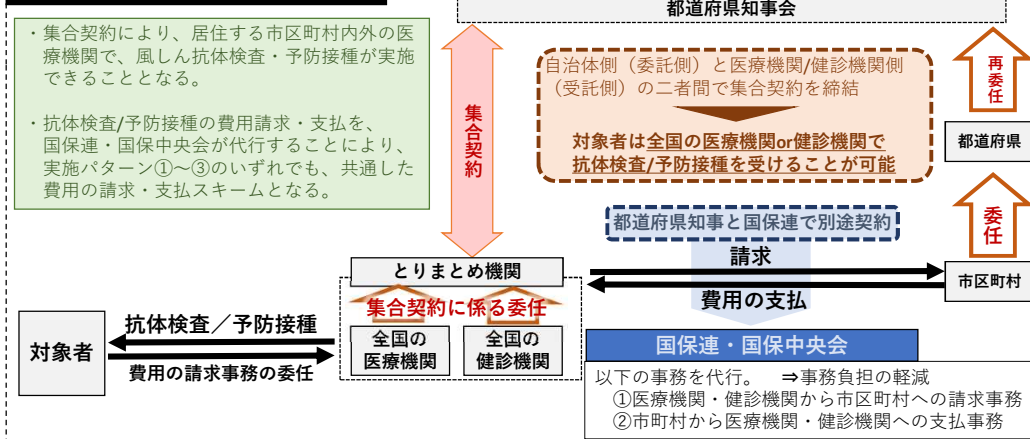 都道府県知事会
・集合契約により、居住する市区町村内外の医
療機関で、風しん抗体検査・予防接種が実施
できることとなる。
・抗体検査/予防接種の費用請求・支払を、
国保連・国保中央会が代行することにより、
実施パターン①～③のいずれでも、共通した
費用の請求・支払スキームとなる。
集合契約
自治体側（委託側）と医療機関/健診機関側
（受託側）の二者間で集合契約を締結
対象者は全国の医療機関or健診機関で
抗体検査/予防接種を受けることが可能
再委任
都道府県
委任
市区町村
都道府県知事と国保連で別途契約
請求
費用の支払
とりまとめ機関
集合契約に係る委任
全国の
医療機関
全国の
健診機関
対象者
抗体検査／予防接種
費用の請求事務の委任
国保連・国保中央会
以下の事務を代行。 ⇒事務負担の軽減
①医療機関・健診機関から市区町村への請求事務
②市町村から医療機関・健診機関への支払事務